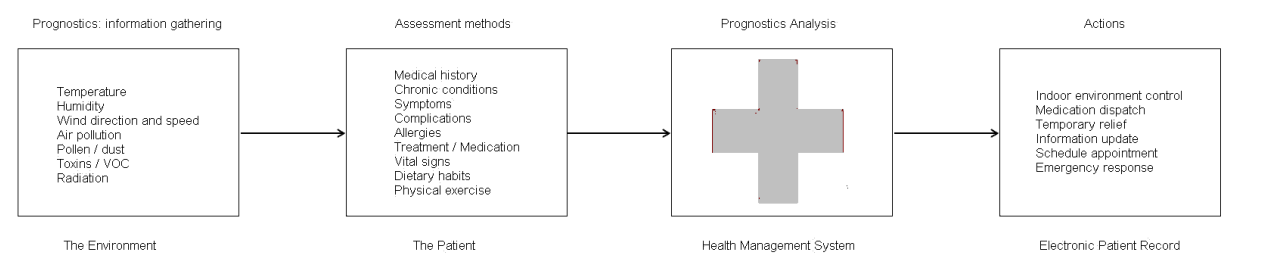 Prognostics: information gathering
Assessment methods
Prognostics Analysis
Actions
Temperature
Humidity
Wind direction and speed
Air pollution
Pollen / dust
Toxins / VOC
Radiation
Medical history
Chronic conditions
Symptoms
Complications
Allergies
Treatment / Medication
Vital signs
Dietary habits
Physical exercise
Indoor environment control
Medication dispatch
Temporary relief
Information update
Schedule appointment
Emergency response
The Environment
The Patient
Health Management System
Electronic Patient Record